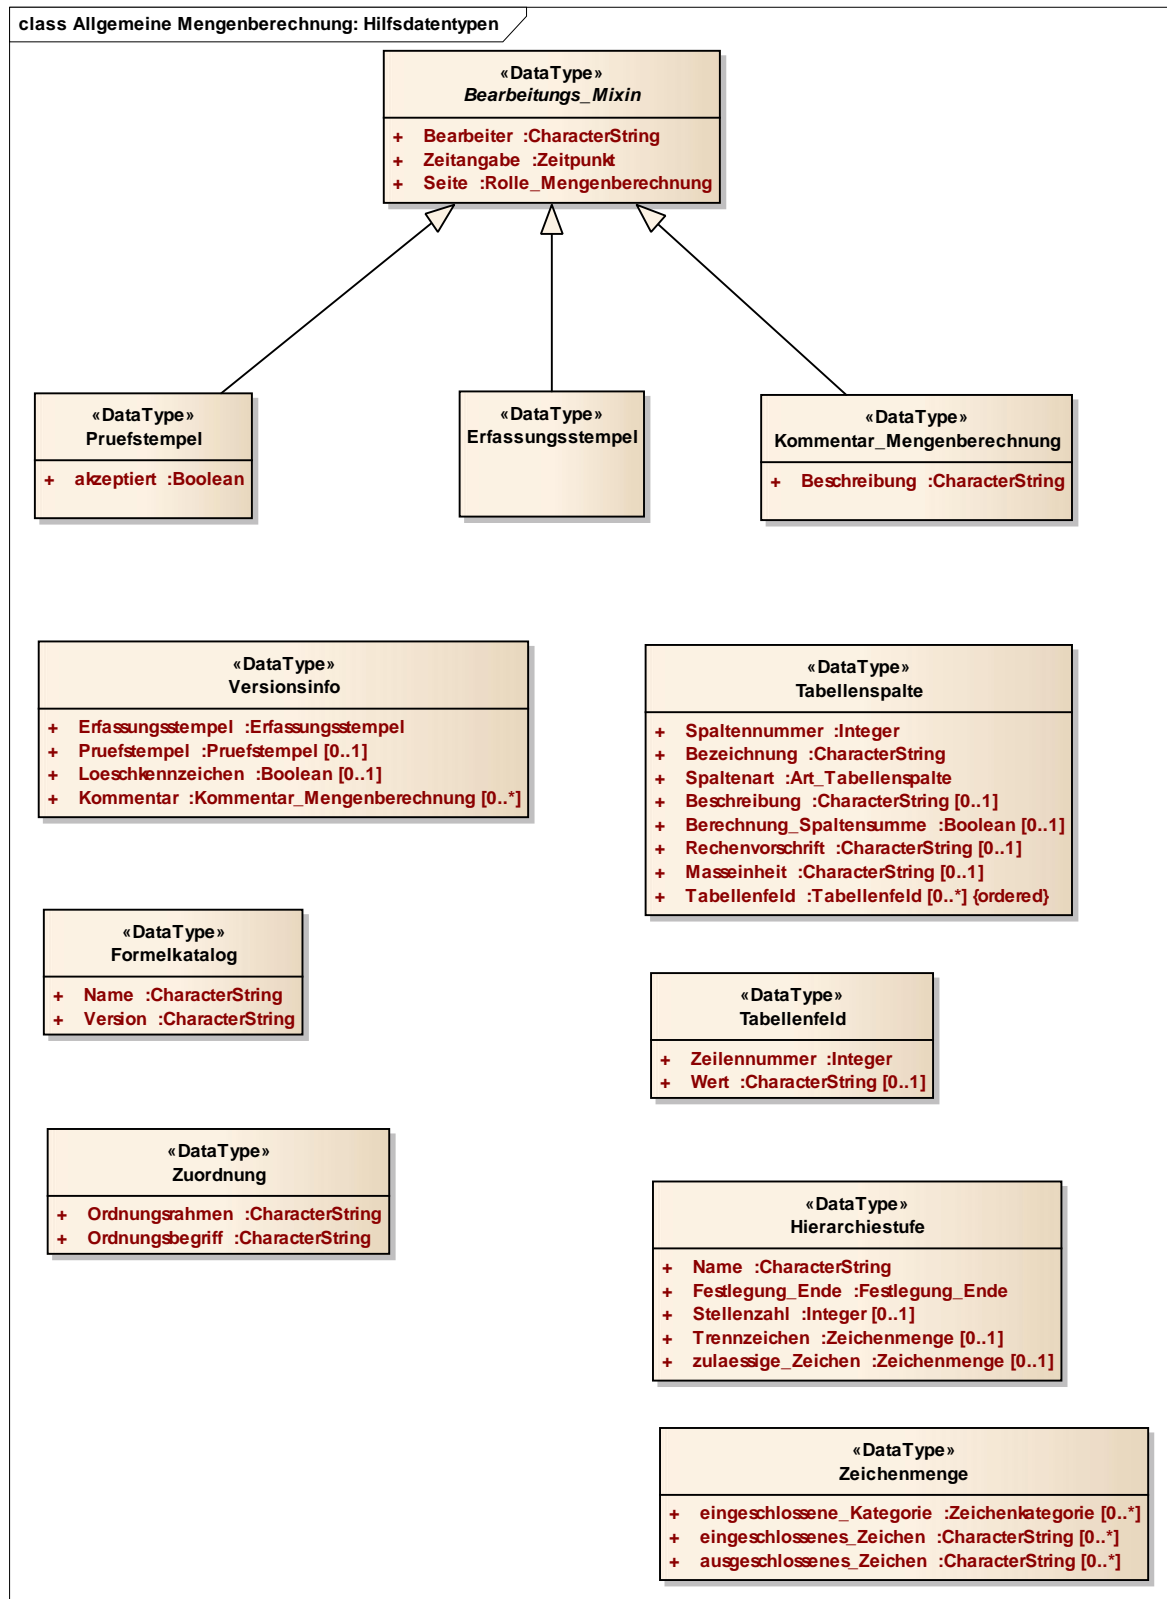 class Allgemeine Mengenberechnung: Hilfsdatentypen
«DataType»
Bearbeitungs_Mixin
+ Bearbeiter :CharacterString
+ Zeitangabe :Zeitpunkt
+ Seite :Rolle_Mengenberechnung
«DataType»
Pruefstempel
+ akzeptiert :Boolean
«DataType»
Erfassungsstempel
«DataType»
Kommentar_Mengenberechnung
+ Beschreibung :CharacterString
«DataType»
Versionsinfo
+ Erfassungsstempel :Erfassungsstempel
+ Pruefstempel :Pruefstempel [0..1]
+ Loeschkennzeichen :Boolean [0..1]
+ Kommentar :Kommentar_Mengenberechnung [0..*]
«DataType»
Tabellenspalte
+ Spaltennummer :Integer
+ Bezeichnung :CharacterString
+ Spaltenart :Art_Tabellenspalte
+ Beschreibung :CharacterString [0..1]
+ Berechnung_Spaltensumme :Boolean [0..1]
+ Rechenvorschrift :CharacterString [0..1]
+ Masseinheit :CharacterString [0..1]
+ Tabellenfeld :Tabellenfeld [0..*] {ordered}
«DataType»
Formelkatalog
+ Name :CharacterString
+ Version :CharacterString
«DataType»
Tabellenfeld
+ Zeilennummer :Integer
+ Wert :CharacterString [0..1]
«DataType»
Zuordnung
+ Ordnungsrahmen :CharacterString
+ Ordnungsbegriff :CharacterString
«DataType»
Hierarchiestufe
+ Name :CharacterString
+ Festlegung_Ende :Festlegung_Ende
+ Stellenzahl :Integer [0..1]
+ Trennzeichen :Zeichenmenge [0..1]
+ zulaessige_Zeichen :Zeichenmenge [0..1]
«DataType»
Zeichenmenge
+ eingeschlossene_Kategorie :Zeichenkategorie [0..*]
+ eingeschlossenes_Zeichen :CharacterString [0..*]
+ ausgeschlossenes_Zeichen :CharacterString [0..*]